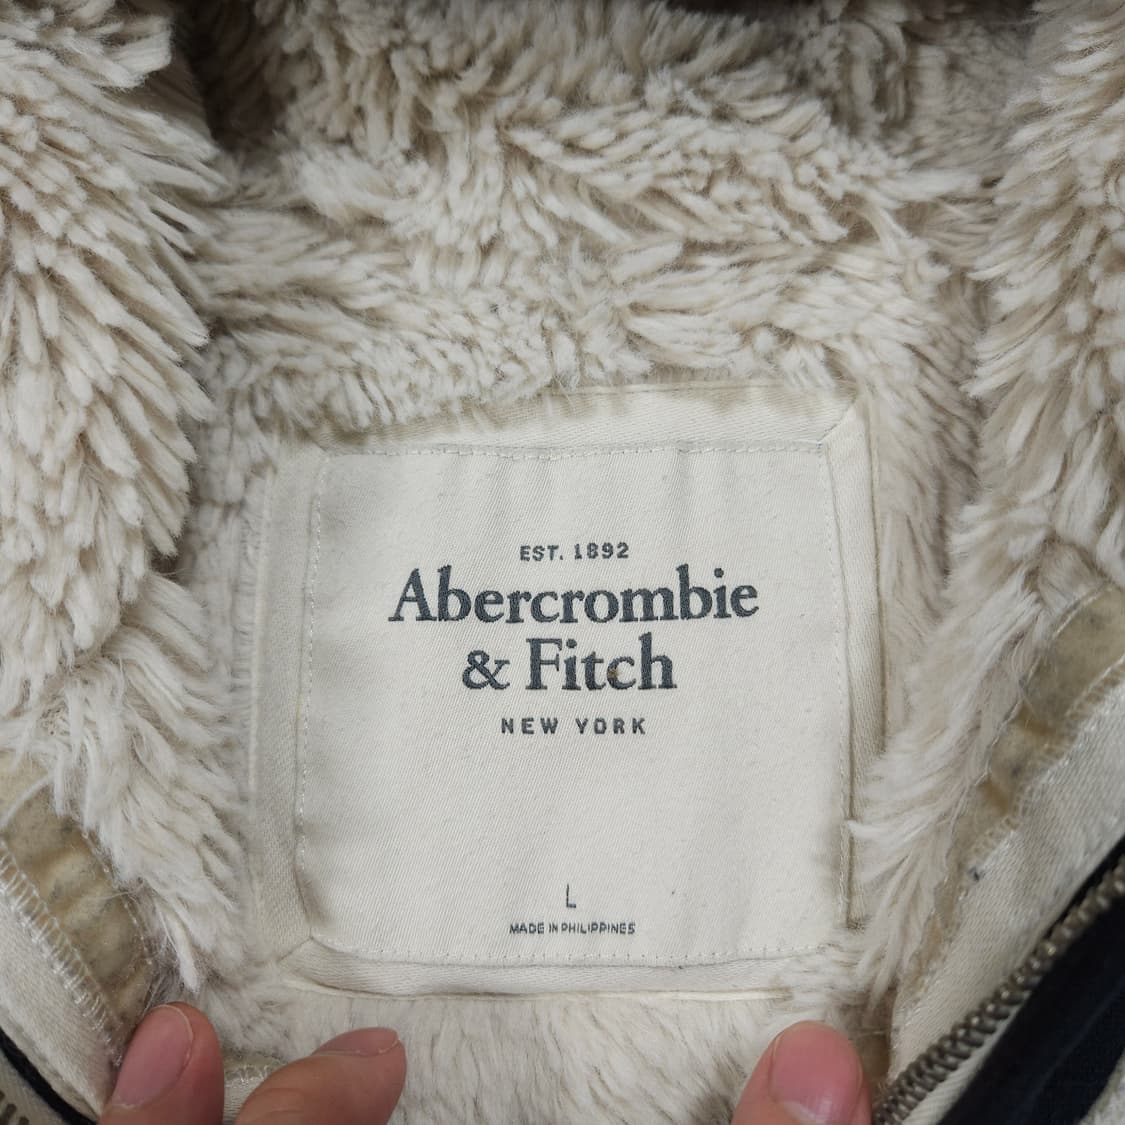 EST. 1892
Abercrombie
& Fitch
NEW YORK
L
MADE IN PHILIPPINES